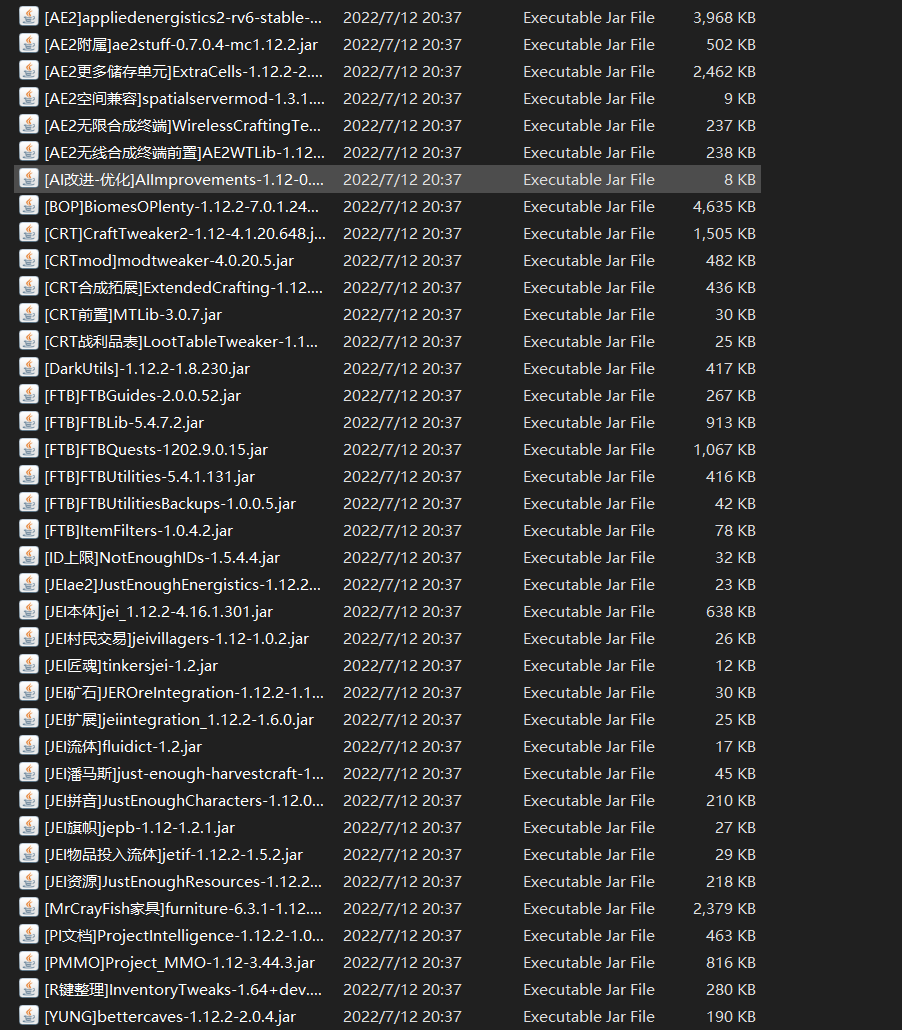 [AE2]appliedenergistics2-rv6-stable-... 2022/7/12 20:37 Executable Jar File 3,968 KB
[AE2附属]ae2stuff-0.7.0.4-mc1.12.2.jar 2022/7/12 20:37 Executable Jar File 502 KB
[AE2更多储存单元]ExtraCells-1.12.2-2.... 2022/7/12 20:37 Executable Jar File 2,462 KB
[AE2空间兼容]spatialservermod-1.3.1.... 2022/7/12 20:37 Executable Jar File 9 KB
[AE2无限合成终端]WirelessCraftingTe... 2022/7/12 20:37 Executable Jar File 237 KB
[AE2无线合成终端前置]AE2WTLib-1.12... 2022/7/12 20:37 Executable Jar File 238 KB
[AI改进-优化]AIImprovements-1.12-0.... 2022/7/12 20:37 Executable Jar File 8 KB
[BOP]BiomesOPlenty-1.12.2-7.0.1.24... 2022/7/12 20:37 Executable Jar File 4,635 KB
[CRT]CraftTweaker2-1.12-4.1.20.648.j... 2022/7/12 20:37 Executable Jar File 1,505 KB
[CRTmod]modtweaker-4.0.20.5.jar 2022/7/12 20:37 Executable Jar File 482 KB
[CRT合成拓展]ExtendedCrafting-1.12.... 2022/7/12 20:37 Executable Jar File 436 KB
[CRT前置]MTLib-3.0.7.jar 2022/7/12 20:37 Executable Jar File 30 KB
[CRT战利品表]LootTableTweaker-1.1... 2022/7/12 20:37 Executable Jar File 25 KB
[DarkUtils]-1.12.2-1.8.230.jar 2022/7/12 20:37 Executable Jar File 417 KB
[FTB]FTBGuides-2.0.0.52.jar 2022/7/12 20:37 Executable Jar File 267 KB
[FTB]FTBLib-5.4.7.2.jar 2022/7/12 20:37 Executable Jar File 913 KB
[FTB]FTBQuests-1202.9.0.15.jar 2022/7/12 20:37 Executable Jar File 1,067 KB
[FTB]FTBUtilities-5.4.1.131.jar 2022/7/12 20:37 Executable Jar File 416 KB
[FTB]FTBUtilitiesBackups-1.0.0.5.jar 2022/7/12 20:37 Executable Jar File 42 KB
[FTB]ItemFilters-1.0.4.2.jar 2022/7/12 20:37 Executable Jar File 78 KB
[ID上限]NotEnoughIDs-1.5.4.4.jar 2022/7/12 20:37 Executable Jar File 32 KB
[JEIae2]JustEnoughEnergistics-1.12.2... 2022/7/12 20:37 Executable Jar File 23 KB
[JEI本体]jei_1.12.2-4.16.1.301.jar 2022/7/12 20:37 Executable Jar File 638 KB
[JEI村民交易]jeivillagers-1.12-1.0.2.jar 2022/7/12 20:37 Executable Jar File 26 KB
[JEI匠魂]tinkersjei-1.2.jar 2022/7/12 20:37 Executable Jar File 12 KB
[JEI矿石]JEROreIntegration-1.12.2-1.1... 2022/7/12 20:37 Executable Jar File 30 KB
[JEI扩展]jeiintegration_1.12.2-1.6.0.jar 2022/7/12 20:37 Executable Jar File 25 KB
[JEI流体]fluidict-1.2.jar 2022/7/12 20:37 Executable Jar File 17 KB
[JEI潘马斯]just-enough-harvestcraft-1... 2022/7/12 20:37 Executable Jar File 45 KB
[JEI拼音]JustEnoughCharacters-1.12.0... 2022/7/12 20:37 Executable Jar File 210 KB
[JEI旗帜]jepb-1.12-1.2.1.jar 2022/7/12 20:37 Executable Jar File 27 KB
[JEI物品投入流体]jetif-1.12.2-1.5.2.jar 2022/7/12 20:37 Executable Jar File 29 KB
[JEI资源]JustEnoughResources-1.12.2... 2022/7/12 20:37 Executable Jar File 218 KB
[MrCrayFish家具]furniture-6.3.1-1.12.... 2022/7/12 20:37 Executable Jar File 2,379 KB
[PI文档]ProjectIntelligence-1.12.2-1.0... 2022/7/12 20:37 Executable Jar File 463 KB
[PMMO]Project_MMO-1.12-3.44.3.jar 2022/7/12 20:37 Executable Jar File 816 KB
[R键整理]InventoryTweaks-1.64+dev.... 2022/7/12 20:37 Executable Jar File 280 KB
[YUNG]bettercaves-1.12.2-2.0.4.jar 2022/7/12 20:37 Executable Jar File 190 KB